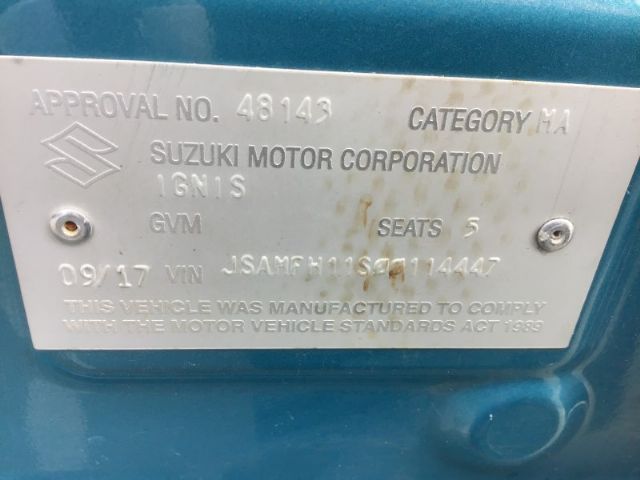 APPROVAL NO. 48143 CATEGORY MA
SUZUKI MOTOR CORPORATION
IGNIS
GVM SEATS 5
09/17 VIN JSAMFH11S00114447
THIS VEHICLE WAS MANUFACTURED TO COMPLY
WITH THE MOTOR VEHICLE STANDARDS ACT 1989